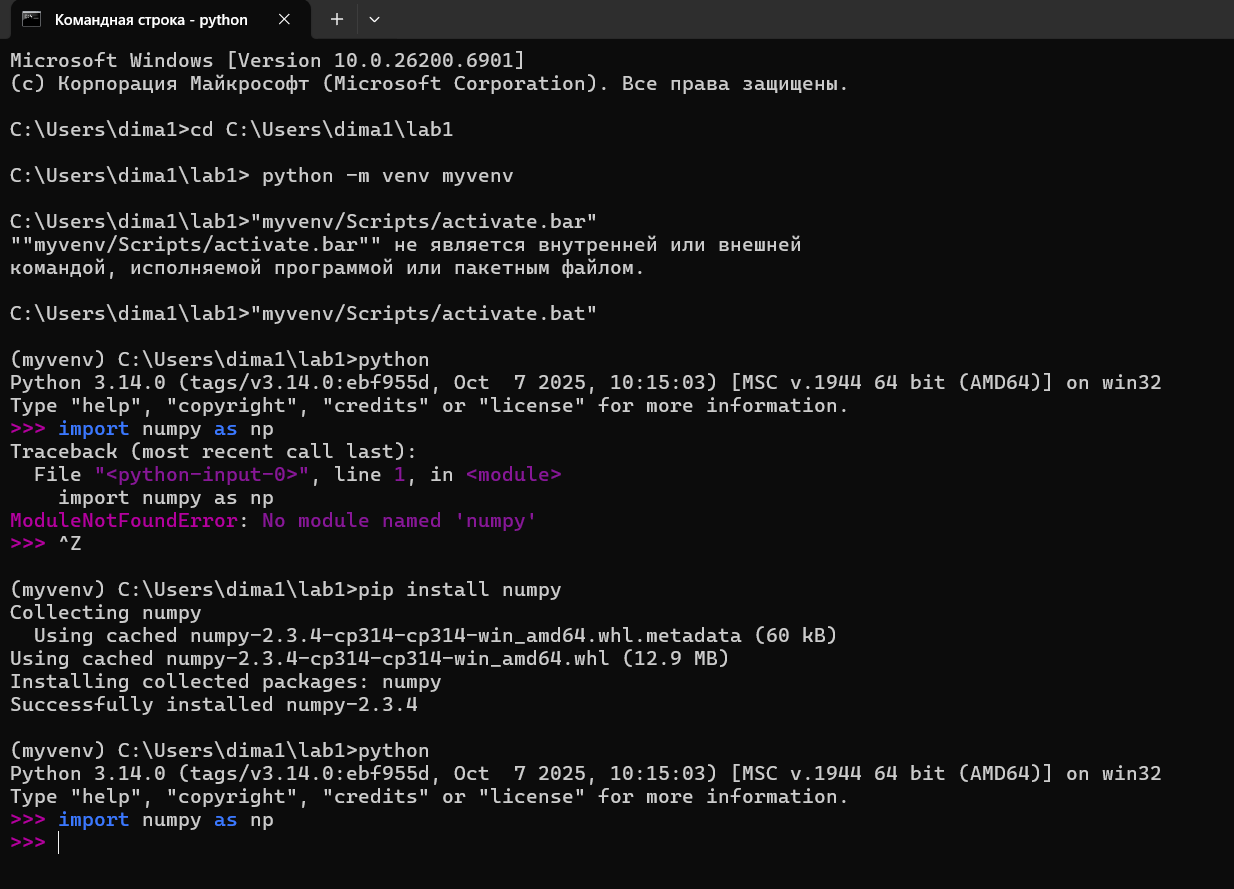 Командная строка - python
Microsoft Windows [Version 10.0.26200.6901]
(c) Корпорация Майкрософт (Microsoft Corporation). Все права защищены.
C:\Users\dima1>cd C:\Users\dima1\lab1
C:\Users\dima1\lab1> python -m venv myvenv
C:\Users\dima1\lab1>"myvenv/Scripts/activate.bar"
""myvenv/Scripts/activate.bar"" не является внутренней или внешней
командой, исполняемой программой или пакетным файлом.
C:\Users\dima1\lab1>"myvenv/Scripts/activate.bat"
(myvenv) C:\Users\dima1\lab1>python
Python 3.14.0 (tags/v3.14.0:ebf955d, Oct  7 2025, 10:15:03) [MSC v.1944 64 bit (AMD64)] on win32
Type "help", "copyright", "credits" or "license" for more information.
>>> import numpy as np
Traceback (most recent call last):
  File "<python-input-0>", line 1, in <module>
    import numpy as np
ModuleNotFoundError: No module named 'numpy'
>>> ^Z
(myvenv) C:\Users\dima1\lab1>pip install numpy
Collecting numpy
  Using cached numpy-2.3.4-cp314-cp314-win_amd64.whl.metadata (60 kB)
Using cached numpy-2.3.4-cp314-cp314-win_amd64.whl (12.9 MB)
Installing collected packages: numpy
Successfully installed numpy-2.3.4
(myvenv) C:\Users\dima1\lab1>python
Python 3.14.0 (tags/v3.14.0:ebf955d, Oct  7 2025, 10:15:03) [MSC v.1944 64 bit (AMD64)] on win32
Type "help", "copyright", "credits" or "license" for more information.
>>> import numpy as np
>>>